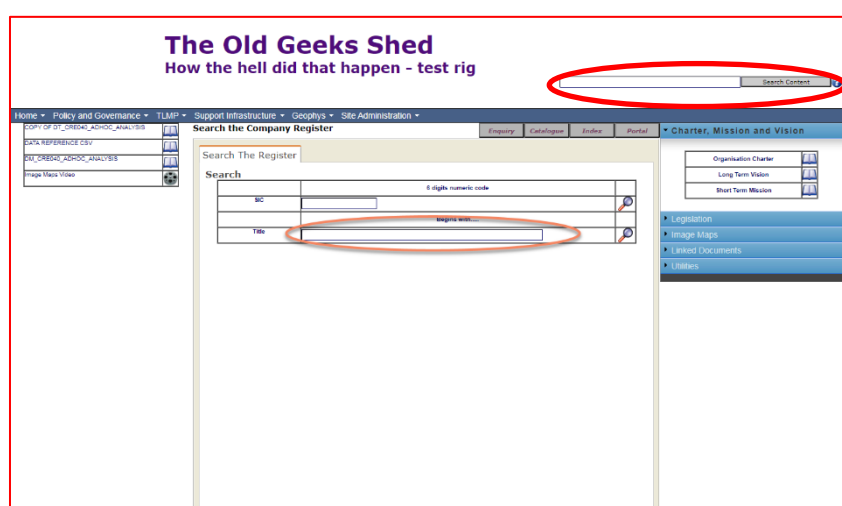 The Old Geeks Shed
How the hell did that happen - test rig
Search Content
Home Policy and Governance TLMP Support Infrastructure Geophys Site Administration
COPY OF DT_CRE040_ADHOC_ANALYSIS
DATA REFERENCE CSV
DM_CRE040_ADHOC_ANALYSIS
Image Maps Video
Search the Company Register
Enquiry Catalogue Index Portal
Search The Register
Search
6 digits numeric code
SIC
Begins with....
Title
Charter, Mission and Vision
Organisation Charter
Long Term Vision
Short Term Mission
Legislation
Image Maps
Linked Documents
Utilities